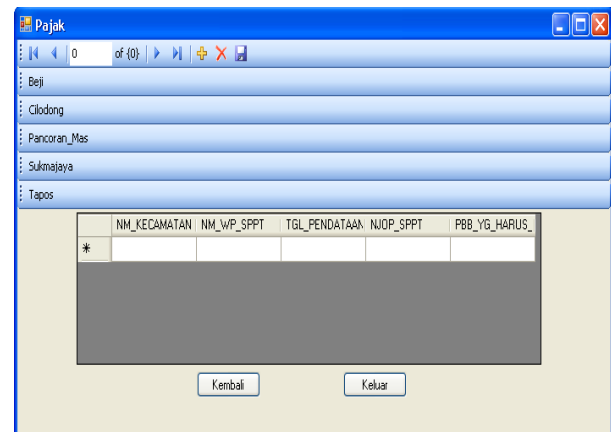 Pajak
0 of {0}
Beji
Cilodong
Pancoran_Mas
Sukmajaya
Tapos
NM_KECAMATAN NM_WP_SPPT TGL_PENDATAAN NJOP_SPPT PBB_YG_HARUS_
*
Kembali Keluar